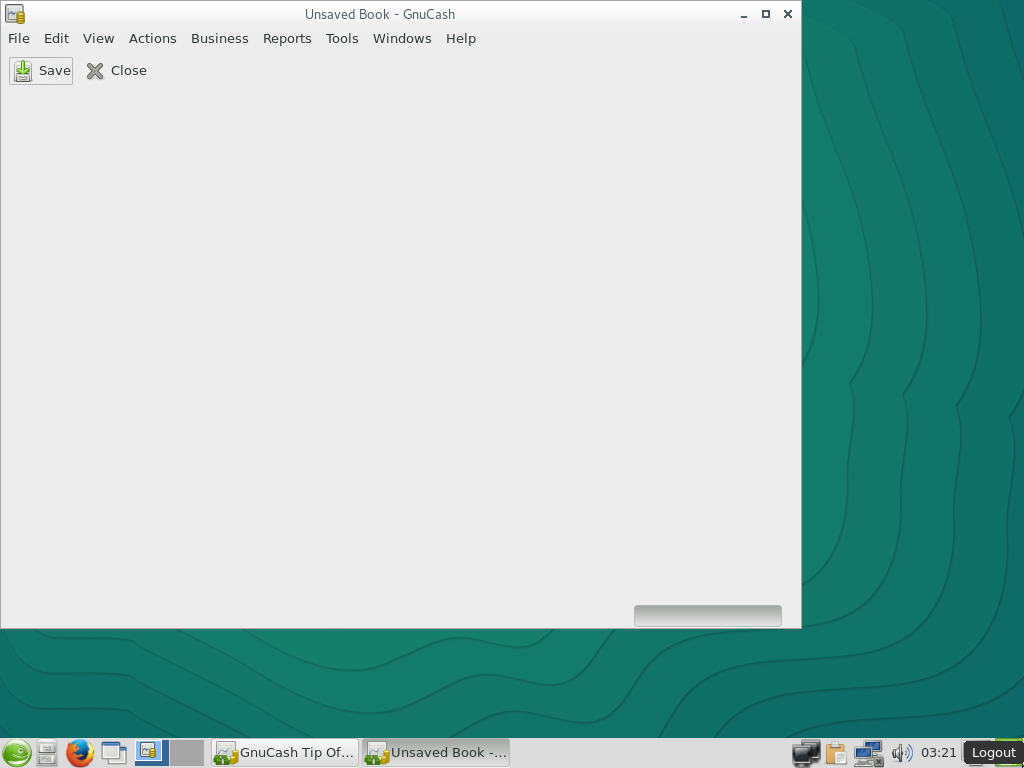 Unsaved Book - GnuCash
File Edit View Actions Business Reports Tools Windows Help
Save Close
GnuCash Tip Of... Unsaved Book -... 03:21 Logout